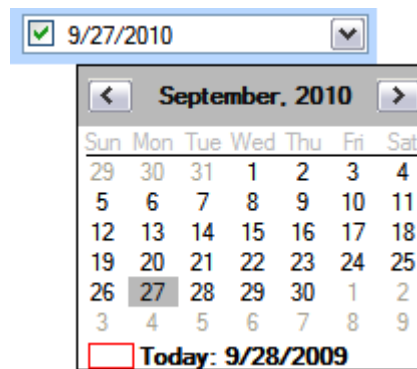 9/27/2010
September, 2010
Sun Mon Tue Wed Thu Fri Sat
29 30 31 1 2 3 4
5 6 7 8 9 10 11
12 13 14 15 16 17 18
19 20 21 22 23 24 25
26 27 28 29 30 1 2
3 4 5 6 7 8 9
Today: 9/28/2009